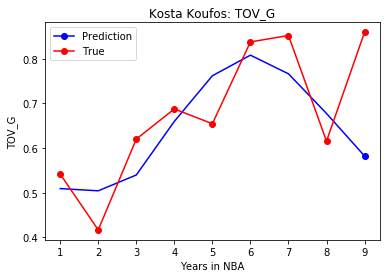 Kosta Koufos: TOV_G
Prediction
True
0.8
0.7
0.6
0.5
0.4
TOV_G
1 2 3 4 5 6 7 8 9
Years in NBA